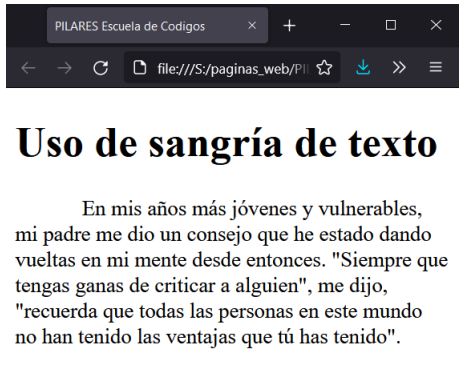 PILARES Escuela de Codigos
file:///S:/paginas_web/PI
Uso de sangría de texto
En mis años más jóvenes y vulnerables,
mi padre me dio un consejo que he estado dando
vueltas en mi mente desde entonces. "Siempre que
tengas ganas de criticar a alguien", me dijo,
"recuerda que todas las personas en este mundo
no han tenido las ventajas que tú has tenido".